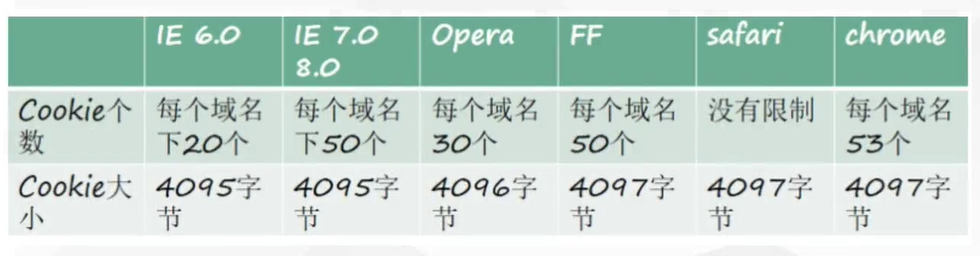 IE 6.0 IE 7.0 Opera FF safari chrome
8.0
Cookie个 每个域名 每个域名 每个域名 每个域名 没有限制 每个域名
数 下20个 下50个 30个 50个 53个
Cookie大 4095字 4095字 4096字 4097字 4097字 4097字
小 节 节 节 节 节 节